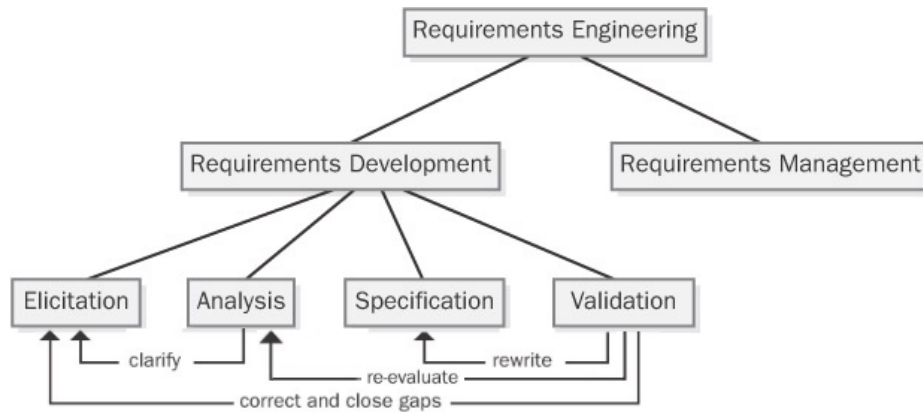 Requirements Engineering
Requirements Development
Requirements Management
Elicitation
Analysis
Specification
Validation
clarify
rewrite
re-evaluate
correct and close gaps